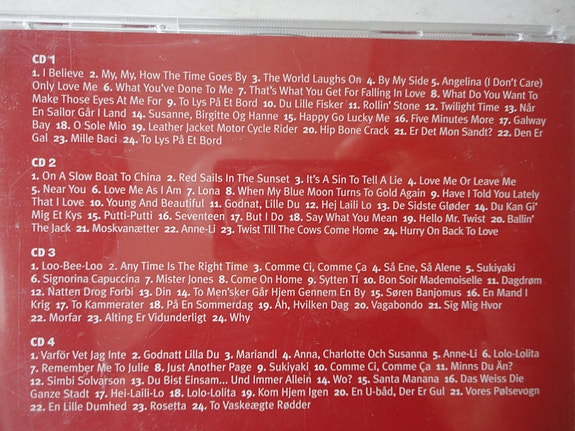 CD 1
1. I Believe 2. My, My, How The Time Goes By 3. The World Laughs On 4. By My Side 5. Angelina (I Don't Care)
Only Love Me 6. What You've Done To Me 7. That's What You Get For Falling In Love 8. What Do You Want To
Make Those Eyes At Me For 9. To Lys På Et Bord 10. Du Lille Fisker 11. Rollin' Stone 12. Twilight Time 13. Når
En Sailor Går I Land 14. Susanne, Birgitte Og Hanne 15. Happy Go Lucky Me 16. Five Minutes More 17. Galway
Bay 18. O Sole Mio 19. Leather Jacket Motor Cycle Rider 20. Hip Bone Crack 21. Er Det Mon Sandt? 22. Den Er
Gal 23. Mille Baci 24. To Lys På Et Bord
CD 2
1. On A Slow Boat To China 2. Red Sails In The Sunset 3. It's A Sin To Tell A Lie 4. Love Me Or Leave Me
5. Near You 6. Love Me As I Am 7. Lona 8. When My Blue Moon Turns To Gold Again 9. Have I Told You Lately
That I Love 10. Young And Beautiful 11. Godnat, Lille Du 12. Hej Laili Lo 13. De Sidste Gløder 14. Du Kan Gi'
Mig Et Kys 15. Putti-Putti 16. Seventeen 17. But I Do 18. Say What You Mean 19. Hello Mr. Twist 20. Ballin'
The Jack 21. Moskvanætter 22. Anne-Li 23. Twist Till The Cows Come Home 24. Hurry On Back To Love
CD 3
1. Loo-Bee-Loo 2. Any Time Is The Right Time 3. Comme Ci, Comme Ça 4. Så Ene, Så Alene 5. Sukiyaki
6. Signorina Capuccina 7. Mister Jones 8. Come On Home 9. Sytten Ti 10. Bon Soir Mademoiselle 11. Dagdrøm
12. Natten Drog Forbi 13. Din 14. To Men'sker Går Hjem Gennem En By 15. Søren Banjomus 16. En Mand I
Krig 17. To Kammerater 18. På En Sommerdag 19. Åh, Hvilken Dag 20. Vagabondo 21. Sig Mig Hvor
22. Morfar 23. Alting Er Vidunderligt 24. Why
CD 4
1. Varför Vet Jag Inte 2. Godnatt Lilla Du 3. Mariandl 4. Anna, Charlotte Och Susanna 5. Anne-Li 6. Lolo-Lolita
7. Remember Me To Julie 8. Just Another Page 9. Sukiyaki 10. Comme Ci, Comme Ça 11. Minns Du Än?
12. Simbi Solvarson 13. Du Bist Einsam... Und Immer Allein 14. Wo? 15. Santa Manana 16. Das Weiss Die
Ganze Stadt 17. Hei-Laili-Lo 18. Lolo-Lolita 19. Kom Hjem Igen 20. En U-båd, Der Er Gul 21. Vores Pølsevogn
22. En Lille Dumhed 23. Rosetta 24. To Vaskeægte Rødder